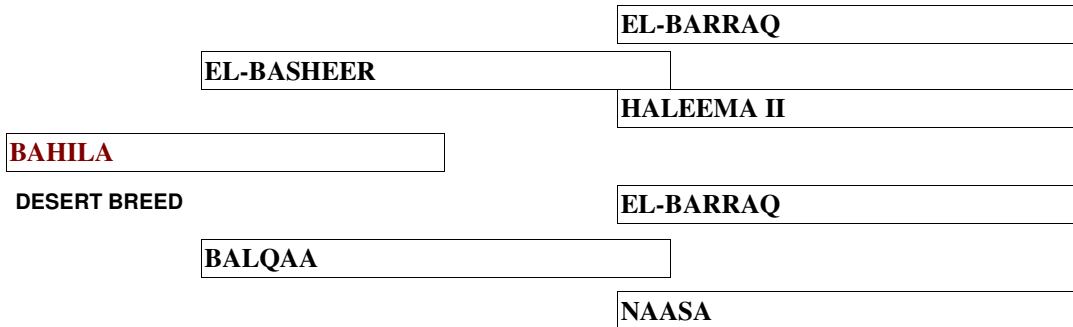 EL-BARRAQ
EL-BASHEER
HALEEMA II
BAHILA
DESERT BREED
EL-BARRAQ
BALQAA
NAASA